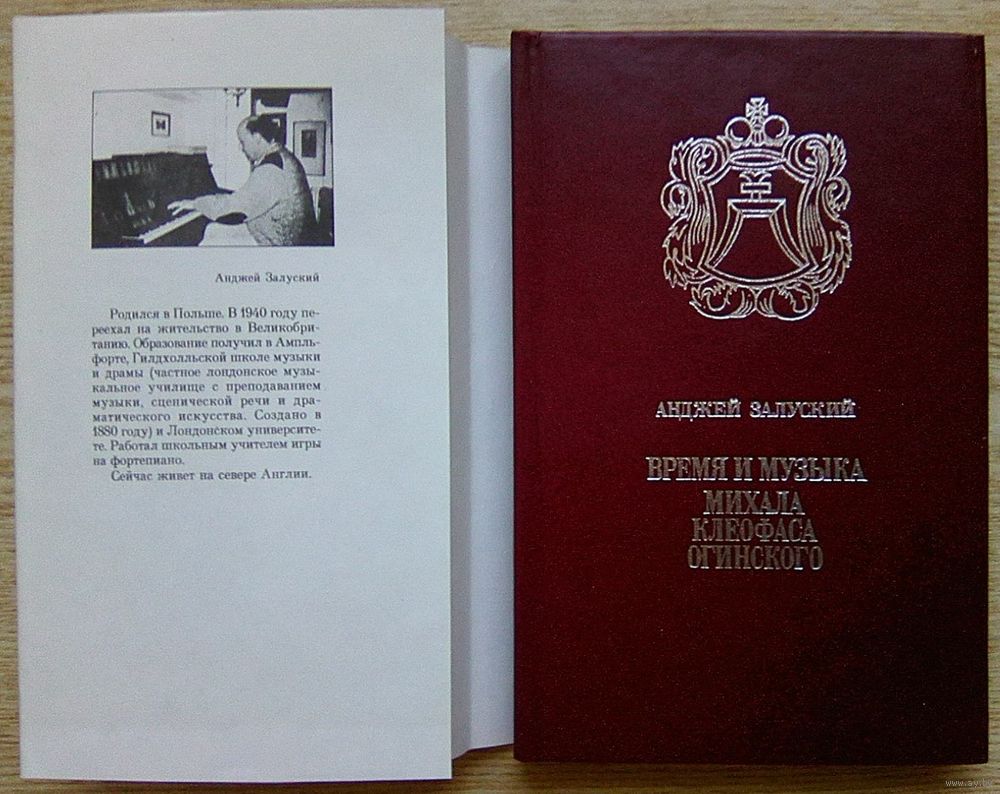 Анджей Залуский
Родился в Польше. В 1940 году пе-
реехал на жительство в Великобри-
танию. Образование получил в Ампль-
форте, Гилдхолльской школе музыки
и драмы (частное лондонское музы-
кальное училище с преподаванием
музыки, сценической речи и дра-
матического искусства. Создано в
1880 году) и Лондонском университе-
те. Работал школьным учителем игры
на фортепиано.
Сейчас живет на севере Англии.
АНДЖЕЙ ЗАЛУСКИЙ
ВРЕМЯ И МУЗЫКА
МИХАЛА
КЛЕОФАСА
ОГИНСКОГО